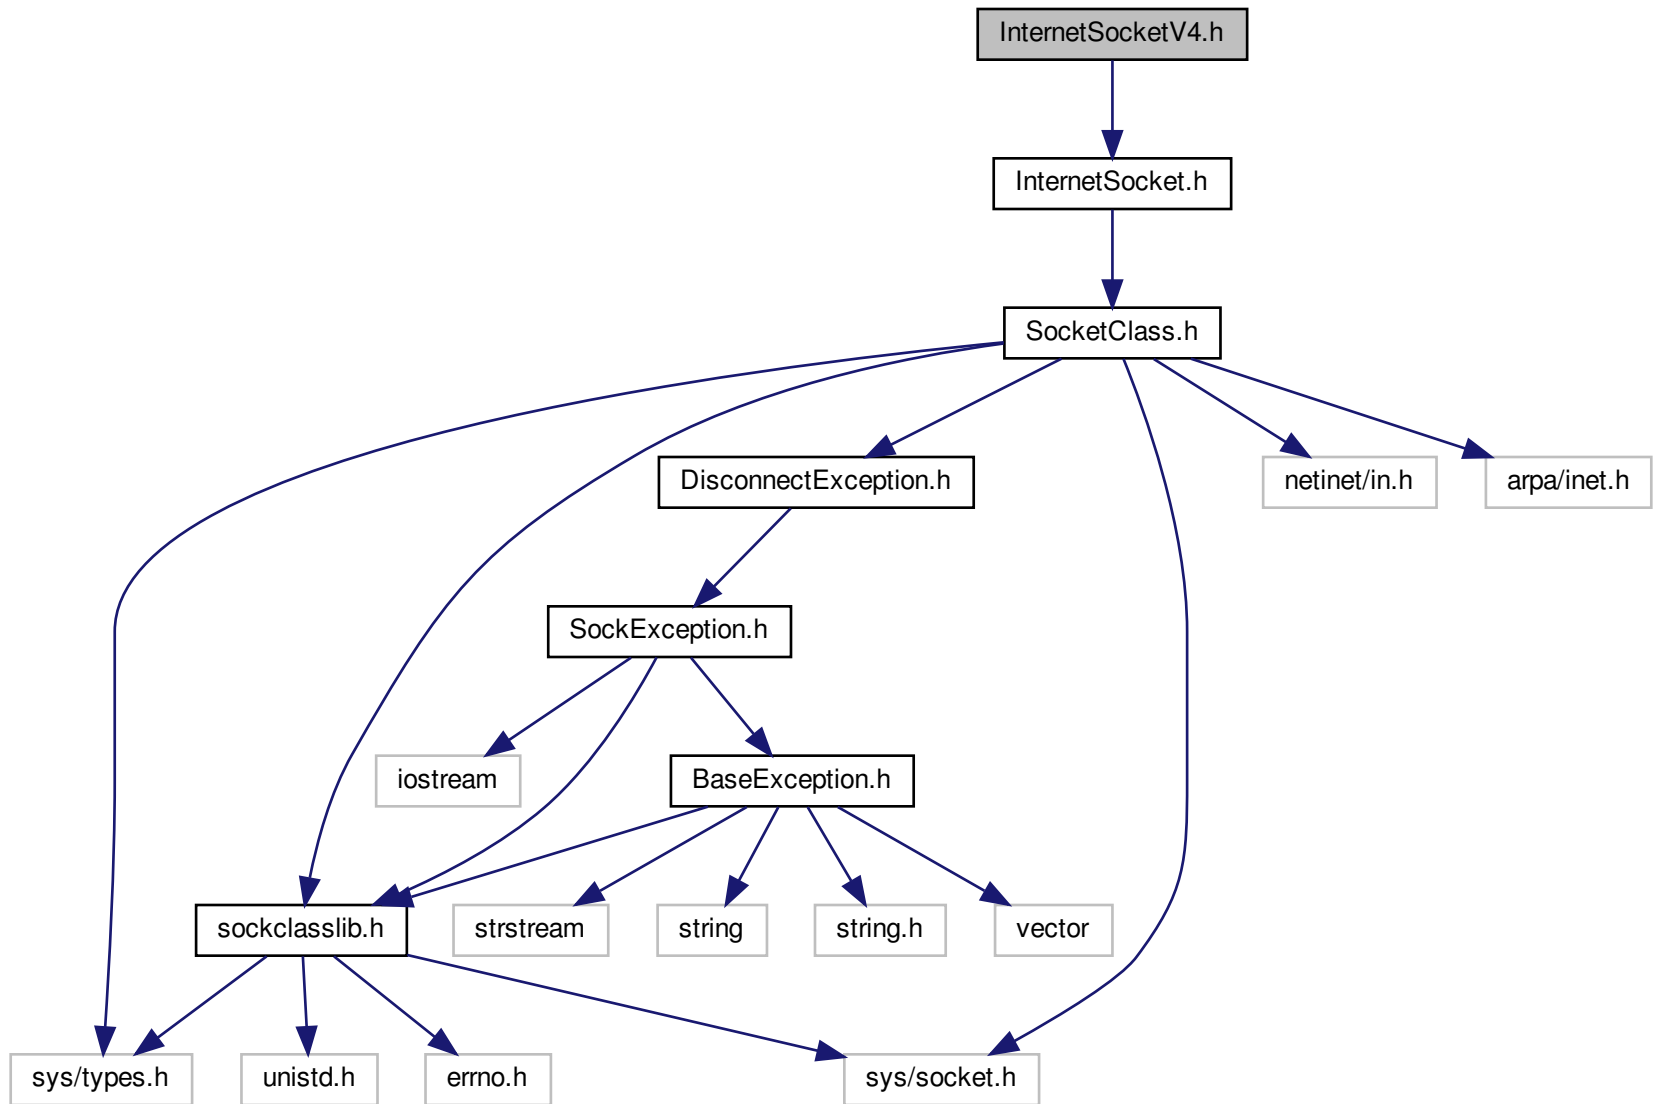 InternetSocketV4.h
InternetSocket.h
SocketClass.h
DisconnectException.h
netinet/in.h
arpa/inet.h
SockException.h
iostream
BaseException.h
sockclasslib.h
strstream
string
string.h
vector
sys/types.h
unistd.h
errno.h
sys/socket.h